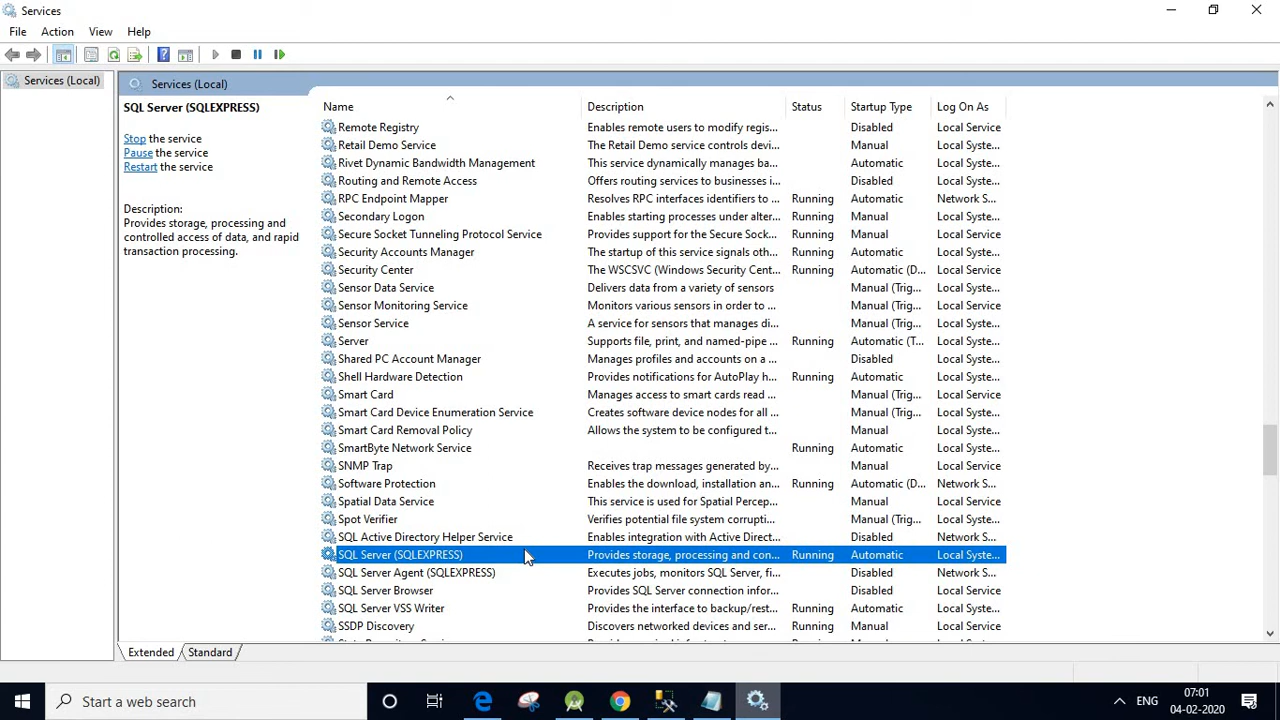 Services
File Action View Help
Services (Local)
Services (Local)
SQL Server (SQLEXPRESS)
Stop the service
Pause the service
Restart the service
Description:
Provides storage, processing and
controlled access of data, and rapid
transaction processing.
Name Description Status Startup Type Log On As
Remote Registry Enables remote users to modify regis... Disabled Local Service
Retail Demo Service The Retail Demo service controls devi... Manual Local Syste...
Rivet Dynamic Bandwidth Management This service dynamically manages ba... Automatic Local Syste...
Routing and Remote Access Offers routing services to businesses i... Disabled Local Syste...
RPC Endpoint Mapper Resolves RPC interfaces identifiers to ... Running Automatic Network S...
Secondary Logon Enables starting processes under alter... Running Manual Local Syste...
Secure Socket Tunneling Protocol Service Provides support for the Secure Sock... Running Manual Local Service
Security Accounts Manager The startup of this service signals oth... Running Automatic Local Syste...
Security Center The WSCSVC (Windows Security Cent... Running Automatic (D... Local Service
Sensor Data Service Delivers data from a variety of sensors Manual (Trig... Local Syste...
Sensor Monitoring Service Monitors various sensors in order to ... Manual (Trig... Local Service
Sensor Service A service for sensors that manages di... Manual (Trig... Local Syste...
Server Supports file, print, and named-pipe ... Running Automatic (T... Local Syste...
Shared PC Account Manager Manages profiles and accounts on a ... Disabled Local Syste...
Shell Hardware Detection Provides notifications for AutoPlay h... Running Automatic Local Syste...
Smart Card Manages access to smart cards read ... Manual (Trig... Local Service
Smart Card Device Enumeration Service Creates software device nodes for all ... Manual (Trig... Local Syste...
Smart Card Removal Policy Allows the system to be configured t... Manual Local Syste...
SmartByte Network Service Running Automatic Local Syste...
SNMP Trap Receives trap messages generated by... Manual Local Service
Software Protection Enables the download, installation an... Running Automatic (D... Network S...
Spatial Data Service This service is used for Spatial Percep... Manual Local Service
Spot Verifier Verifies potential file system corrupti... Manual (Trig... Local Syste...
SQL Active Directory Helper Service Enables integration with Active Direct... Disabled Network S...
SQL Server (SQLEXPRESS) Provides storage, processing and con... Running Automatic Local Syste...
SQL Server Agent (SQLEXPRESS) Executes jobs, monitors SQL Server, fi... Disabled Network S...
SQL Server Browser Provides SQL Server connection infor... Disabled Local Service
SQL Server VSS Writer Provides the interface to backup/rest... Running Automatic Local Syste...
SSDP Discovery Discovers networked devices and ser... Running Manual Local Service
Extended Standard
Start a web search
ENG
07:01
04-02-2020